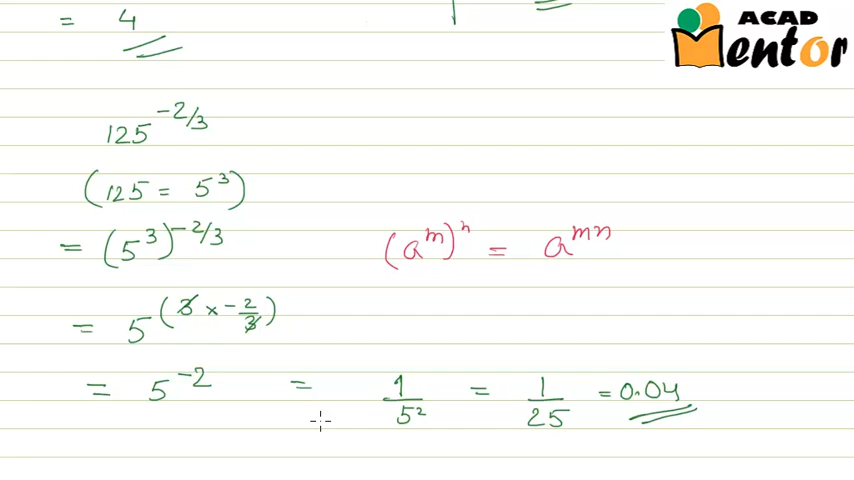 = 4
ACAD
Mentor
125^{-2/3}
(125 = 5^3)
= (5^3)^{-2/3} (a^m)^n = a^{mn}
= 5^{(3 × -2/3)}
= 5^{-2} = 1/5^2 = 1/25 = 0.04